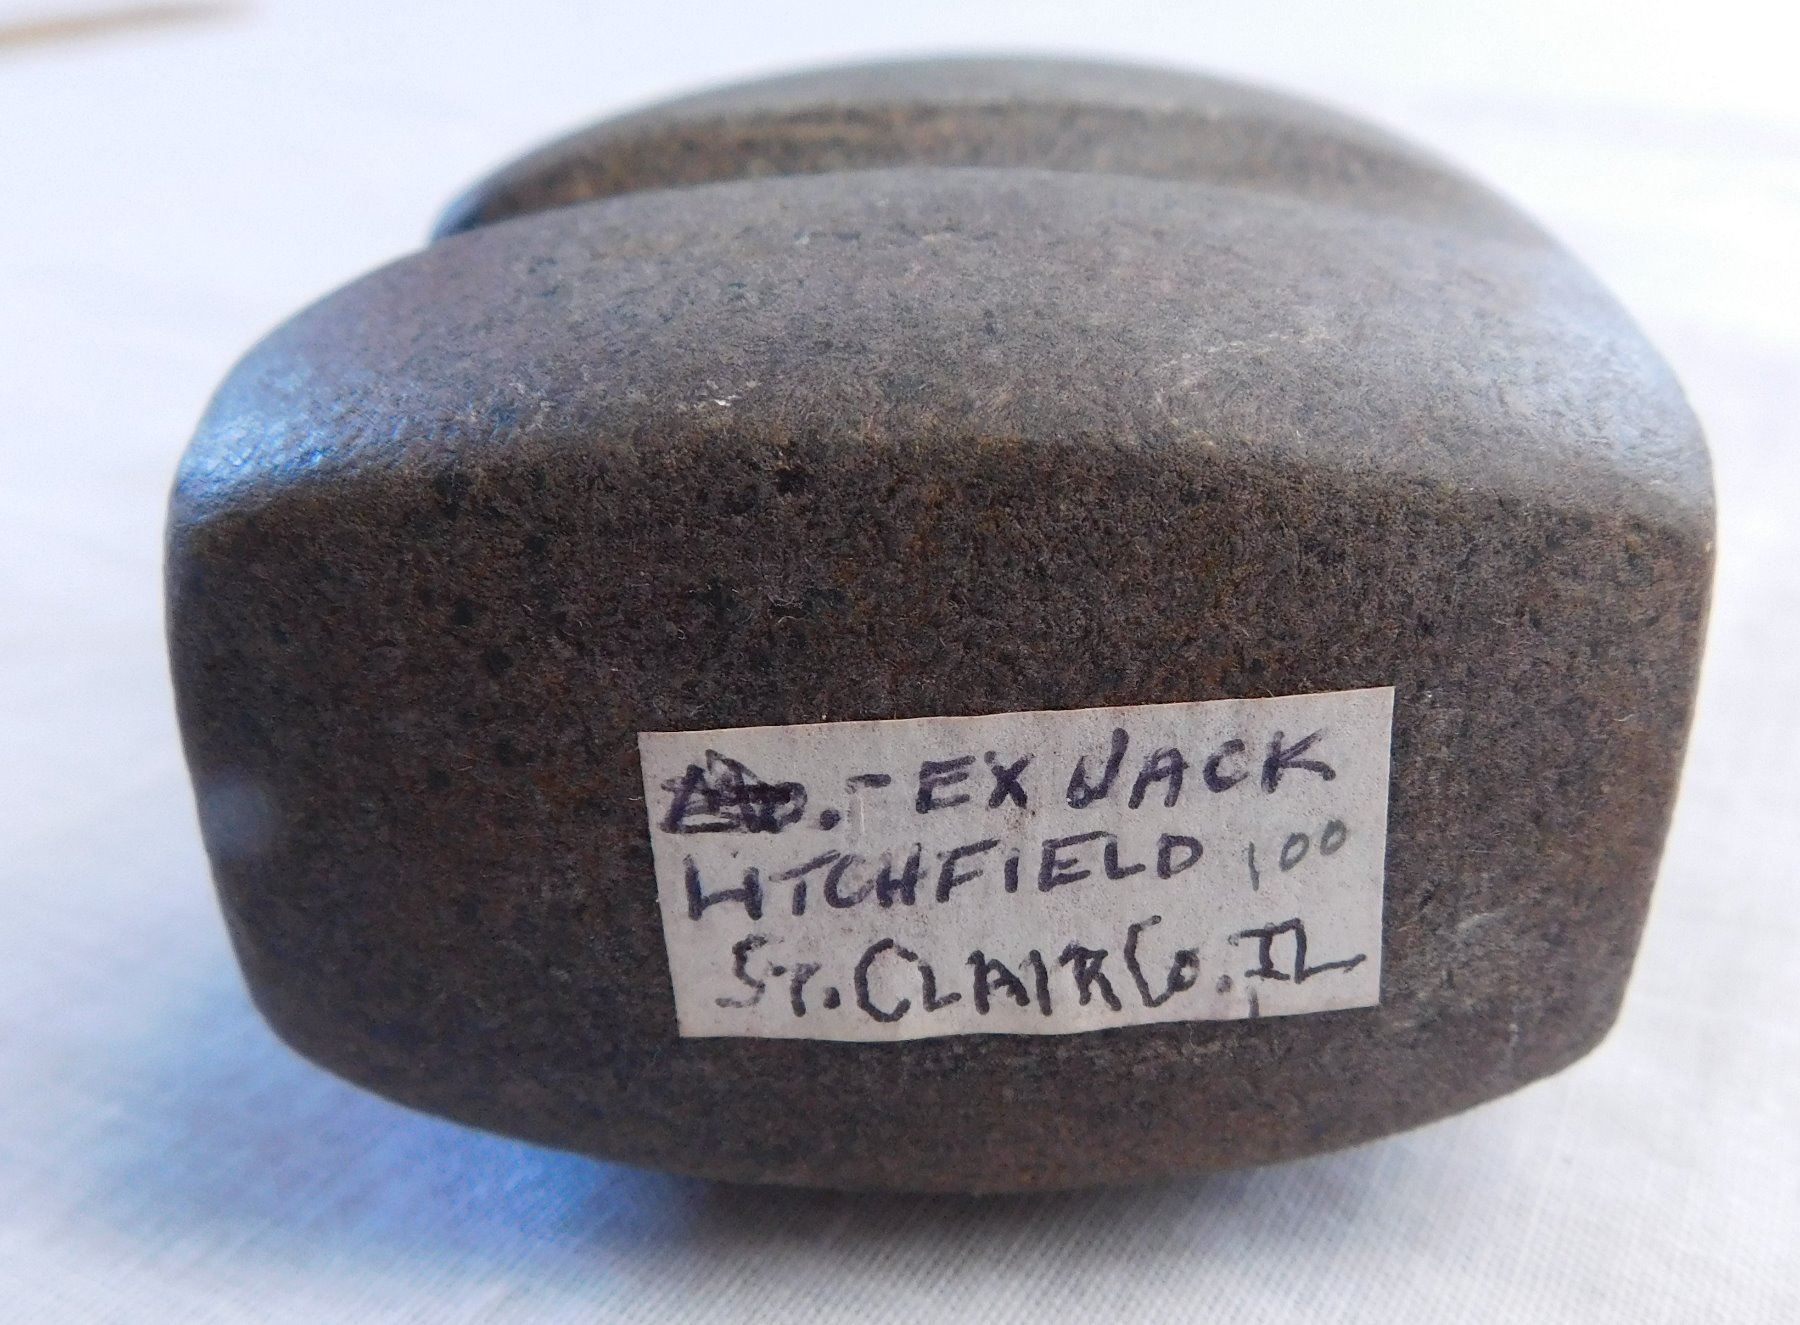 .- EX JACK
LITCHFIELD 100
ST. CLAIR CO. IL